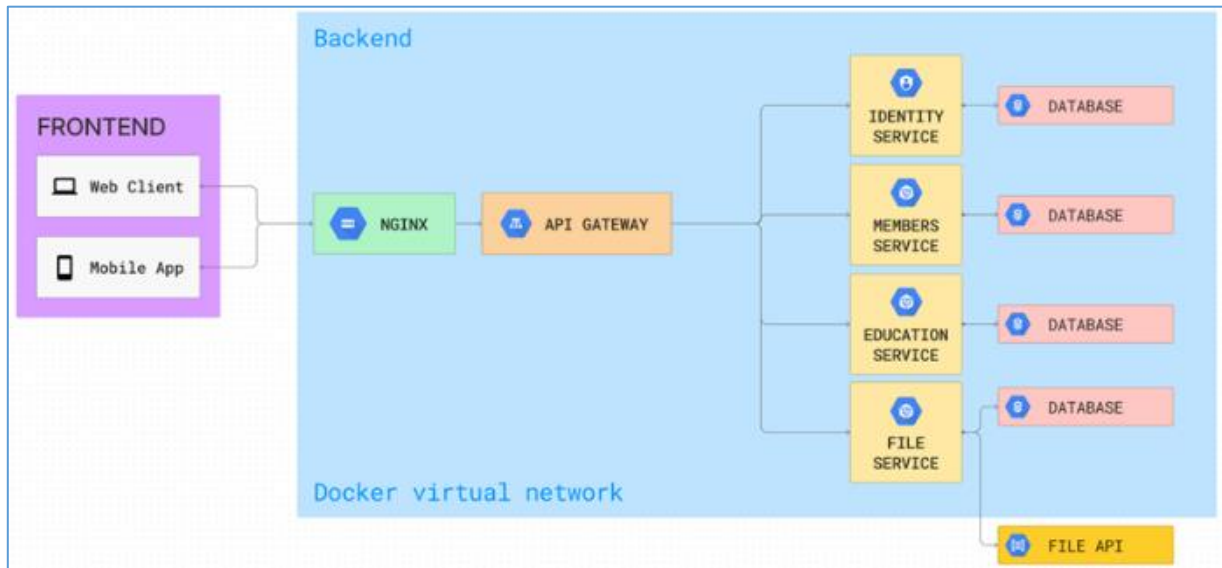 Backend
FRONTEND
Web Client
Mobile App
NGINX
API GATEWAY
IDENTITY
SERVICE
DATABASE
MEMBERS
SERVICE
DATABASE
EDUCATION
SERVICE
DATABASE
FILE
SERVICE
DATABASE
Docker virtual network
FILE API